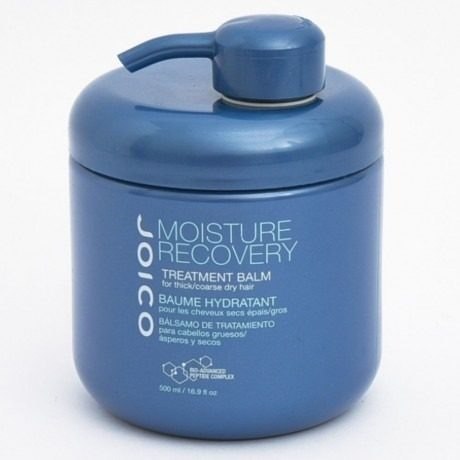 JOICO
MOISTURE
RECOVERY
TREATMENT BALM
for thick/coarse dry hair
BAUME HYDRATANT
pour les cheveux secs épais/gros
BÁLSAMO DE TRATAMIENTO
para cabellos gruesos/
ásperos y secos
BIO-ADVANCED
PEPTIDE COMPLEX
500 ml / 16.9 fl oz